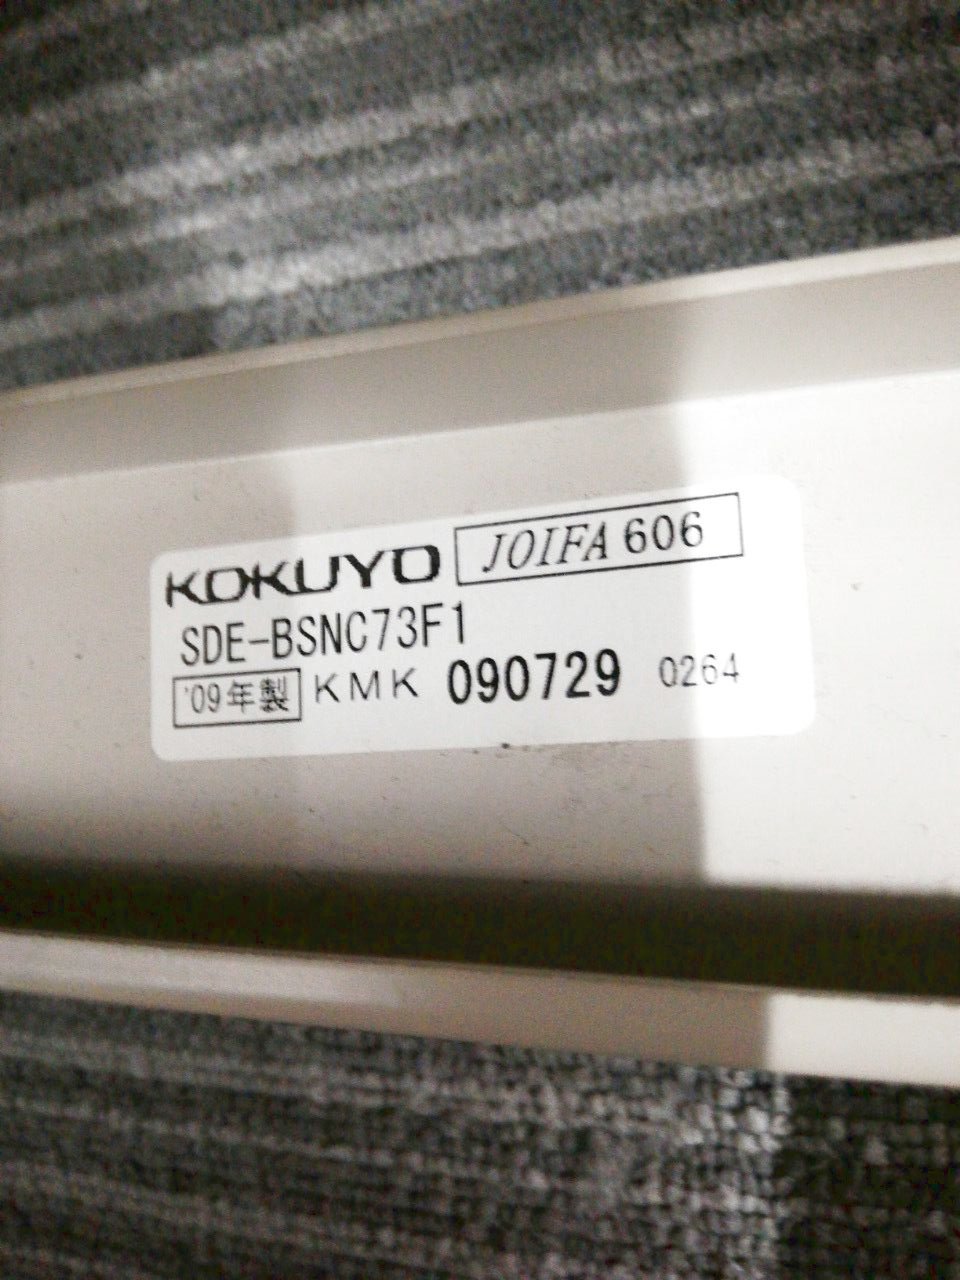 KOKUYO JOIFA 606
SDE-BSNC73F1
'09年製 KMK 090729 0264